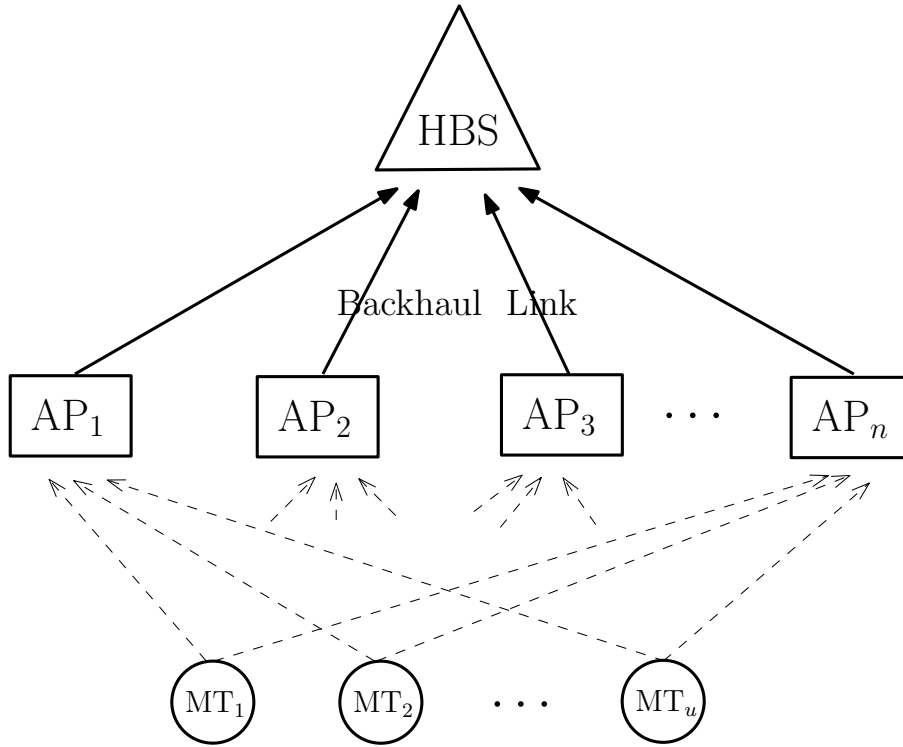 HBS
Backhaul Link
AP₁ AP₂ AP₃ ··· APₙ
MT₁ MT₂ ··· MTᵤ